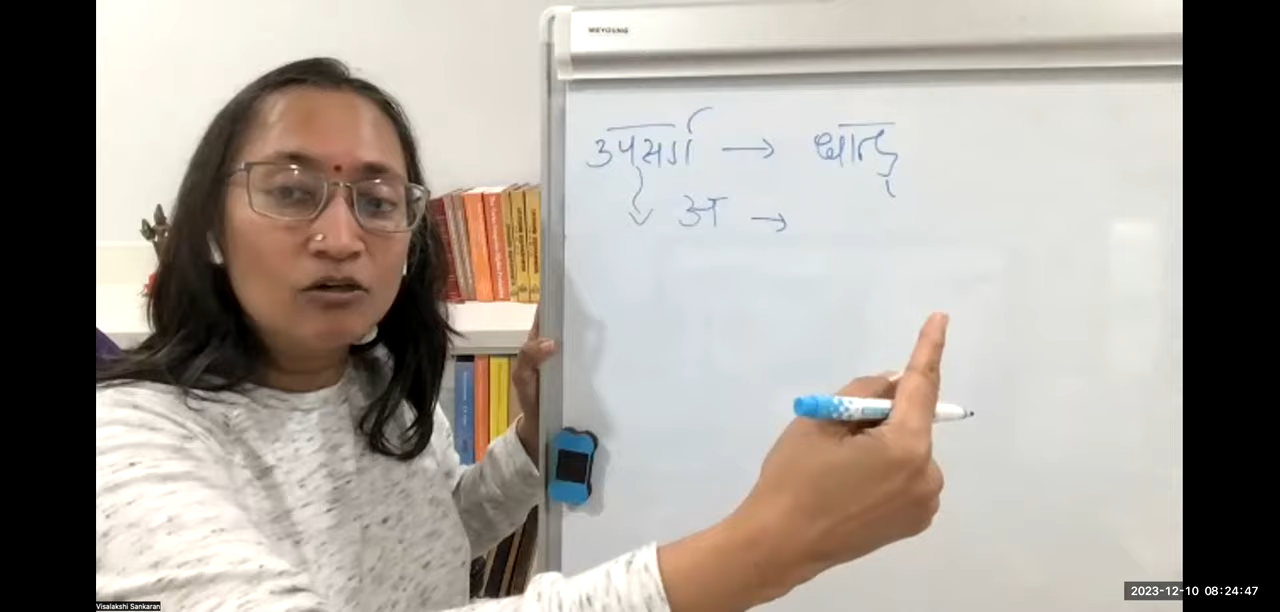 MEYOUNG
उपसर्ग → धातु
अ →
Visalakshi Sankaran
2023-12-10 08:24:47